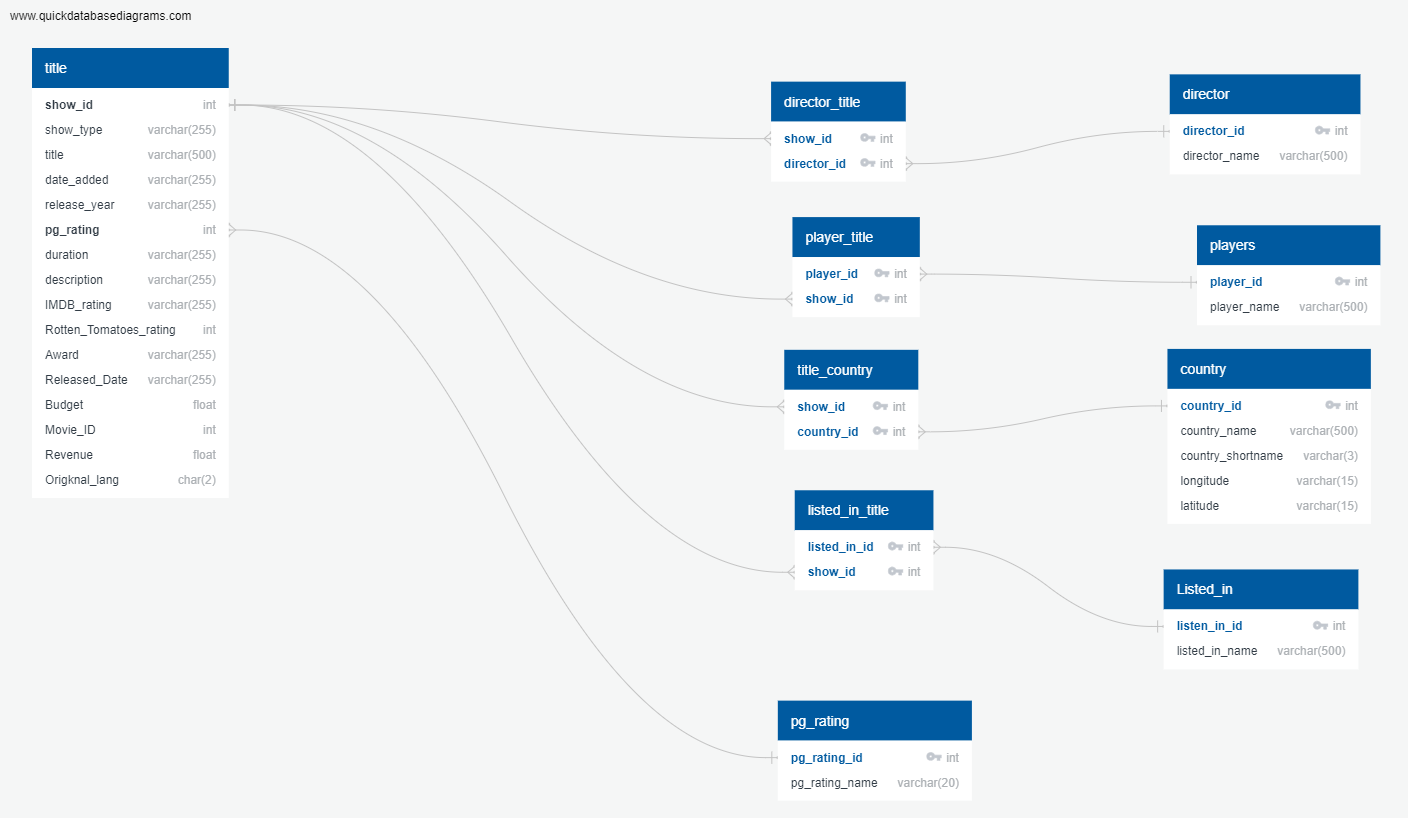 www.quickdatabasediagrams.com
title
show_id int
show_type varchar(255)
title varchar(500)
date_added varchar(255)
release_year varchar(255)
pg_rating int
duration varchar(255)
description varchar(255)
IMDB_rating varchar(255)
Rotten_Tomatoes_rating int
Award varchar(255)
Released_Date varchar(255)
Budget float
Movie_ID int
Revenue float
Origknal_lang char(2)
director_title
show_id int
director_id int
director
director_id int
director_name varchar(500)
player_title
player_id int
show_id int
players
player_id int
player_name varchar(500)
title_country
show_id int
country_id int
country
country_id int
country_name varchar(500)
country_shortname varchar(3)
longitude varchar(15)
latitude varchar(15)
listed_in_title
listed_in_id int
show_id int
Listed_in
listen_in_id int
listed_in_name varchar(500)
pg_rating
pg_rating_id int
pg_rating_name varchar(20)